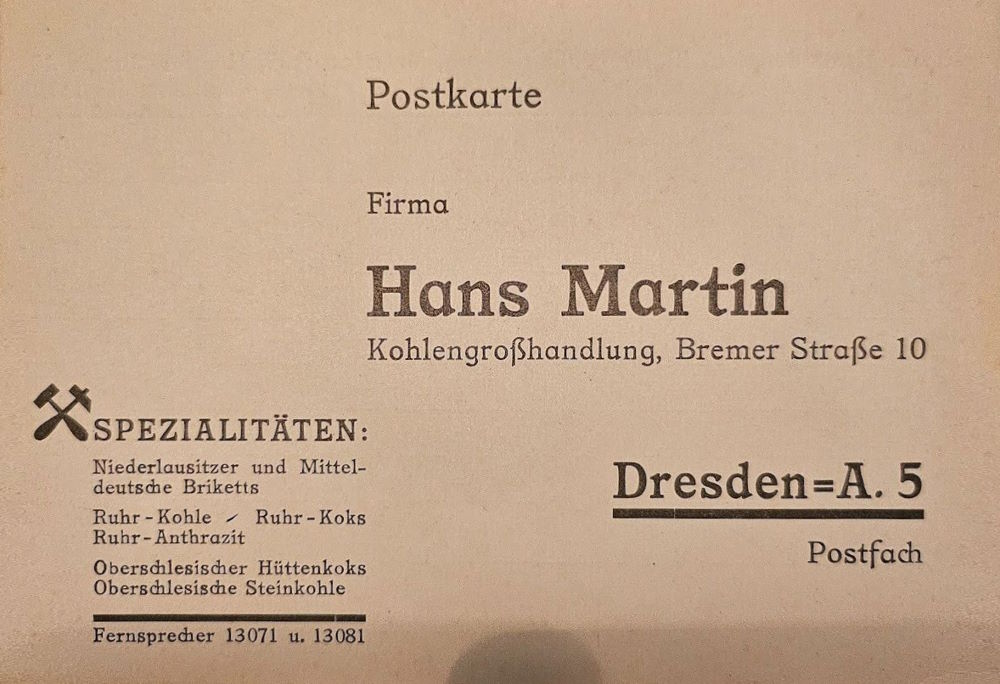 Postkarte
Firma
Hans Martin
Kohlengroßhandlung, Bremer Straße 10
SPEZIALITÄTEN:
Niederlausitzer und Mittel-
deutsche Briketts
Ruhr-Kohle / Ruhr-Koks
Ruhr-Anthrazit
Oberschlesischer Hüttenkoks
Oberschlesische Steinkohle
Fernsprecher 13071 u. 13081
Dresden=A. 5
Postfach